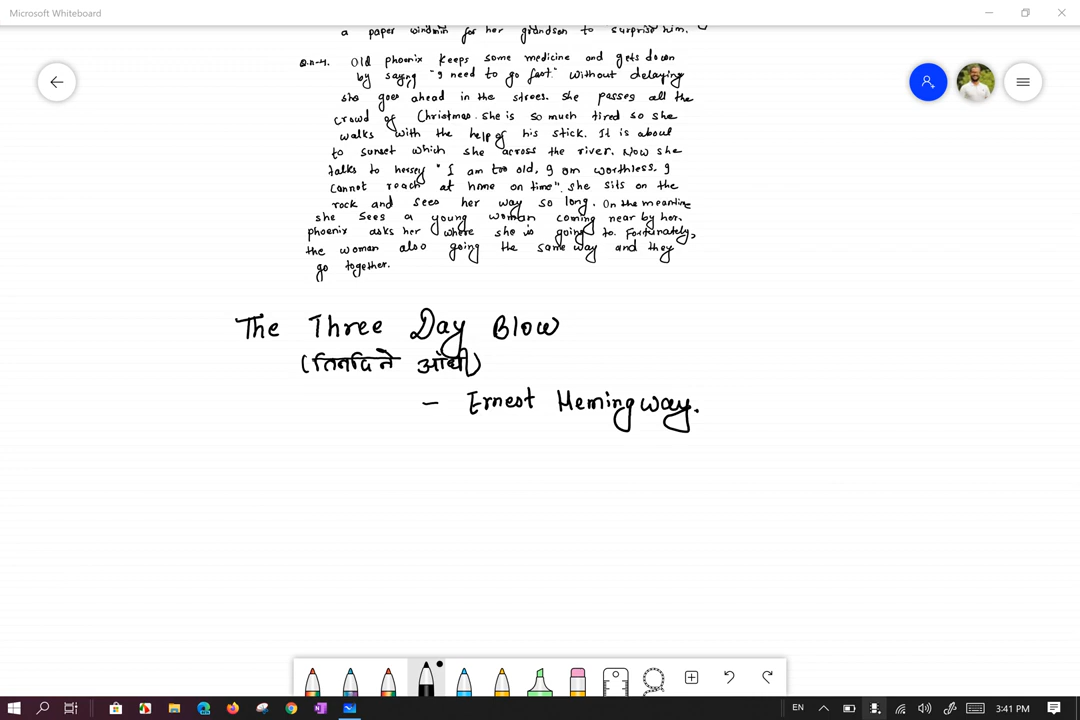 Microsoft Whiteboard
a paper windmin for her grandson to surprise him.
Q.n-4. Old phoenix keeps some medicine and gets down
by saying "I need to go fast" without delaying
she goes ahead in the strees. She passes all the
crowd of Christmas. She is so much tired so she
walks with the help of his stick. It is about
to sunset which she across the river. Now she
talks to hersey "I am too old, I am worthless. I
cannot reach at home on time". She sits on the
rock and sees her way so long. On the meantime
she sees a young woman coming near by her.
phoenix asks her where she is going to. Fortunately,
the woman also going the same way and they
go together.
The Three Day Blow
(तिनदिने आँधी)
- Ernest Hemingway.
EN
3:41 PM